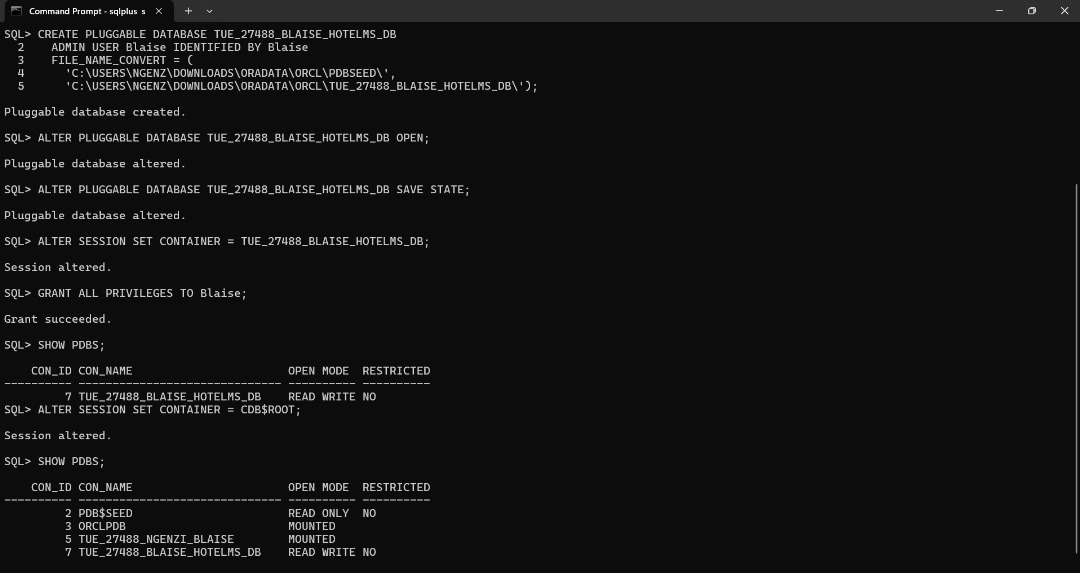 Command Prompt - sqlplus s
SQL> CREATE PLUGGABLE DATABASE TUE_27488_BLAISE_HOTELMS_DB
  2    ADMIN USER Blaise IDENTIFIED BY Blaise
  3    FILE_NAME_CONVERT = (
  4      'C:\USERS\NGENZ\DOWNLOADS\ORADATA\ORCL\PDBSEED\',
  5      'C:\USERS\NGENZ\DOWNLOADS\ORADATA\ORCL\TUE_27488_BLAISE_HOTELMS_DB\');
Pluggable database created.
SQL> ALTER PLUGGABLE DATABASE TUE_27488_BLAISE_HOTELMS_DB OPEN;
Pluggable database altered.
SQL> ALTER PLUGGABLE DATABASE TUE_27488_BLAISE_HOTELMS_DB SAVE STATE;
Pluggable database altered.
SQL> ALTER SESSION SET CONTAINER = TUE_27488_BLAISE_HOTELMS_DB;
Session altered.
SQL> GRANT ALL PRIVILEGES TO Blaise;
Grant succeeded.
SQL> SHOW PDBS;
    CON_ID CON_NAME                       OPEN MODE  RESTRICTED
---------- ------------------------------ ---------- ----------
         7 TUE_27488_BLAISE_HOTELMS_DB    READ WRITE NO
SQL> ALTER SESSION SET CONTAINER = CDB$ROOT;
Session altered.
SQL> SHOW PDBS;
    CON_ID CON_NAME                       OPEN MODE  RESTRICTED
---------- ------------------------------ ---------- ----------
         2 PDB$SEED                       READ ONLY  NO
         3 ORCLPDB                        MOUNTED
         5 TUE_27488_NGENZI_BLAISE        MOUNTED
         7 TUE_27488_BLAISE_HOTELMS_DB    READ WRITE NO